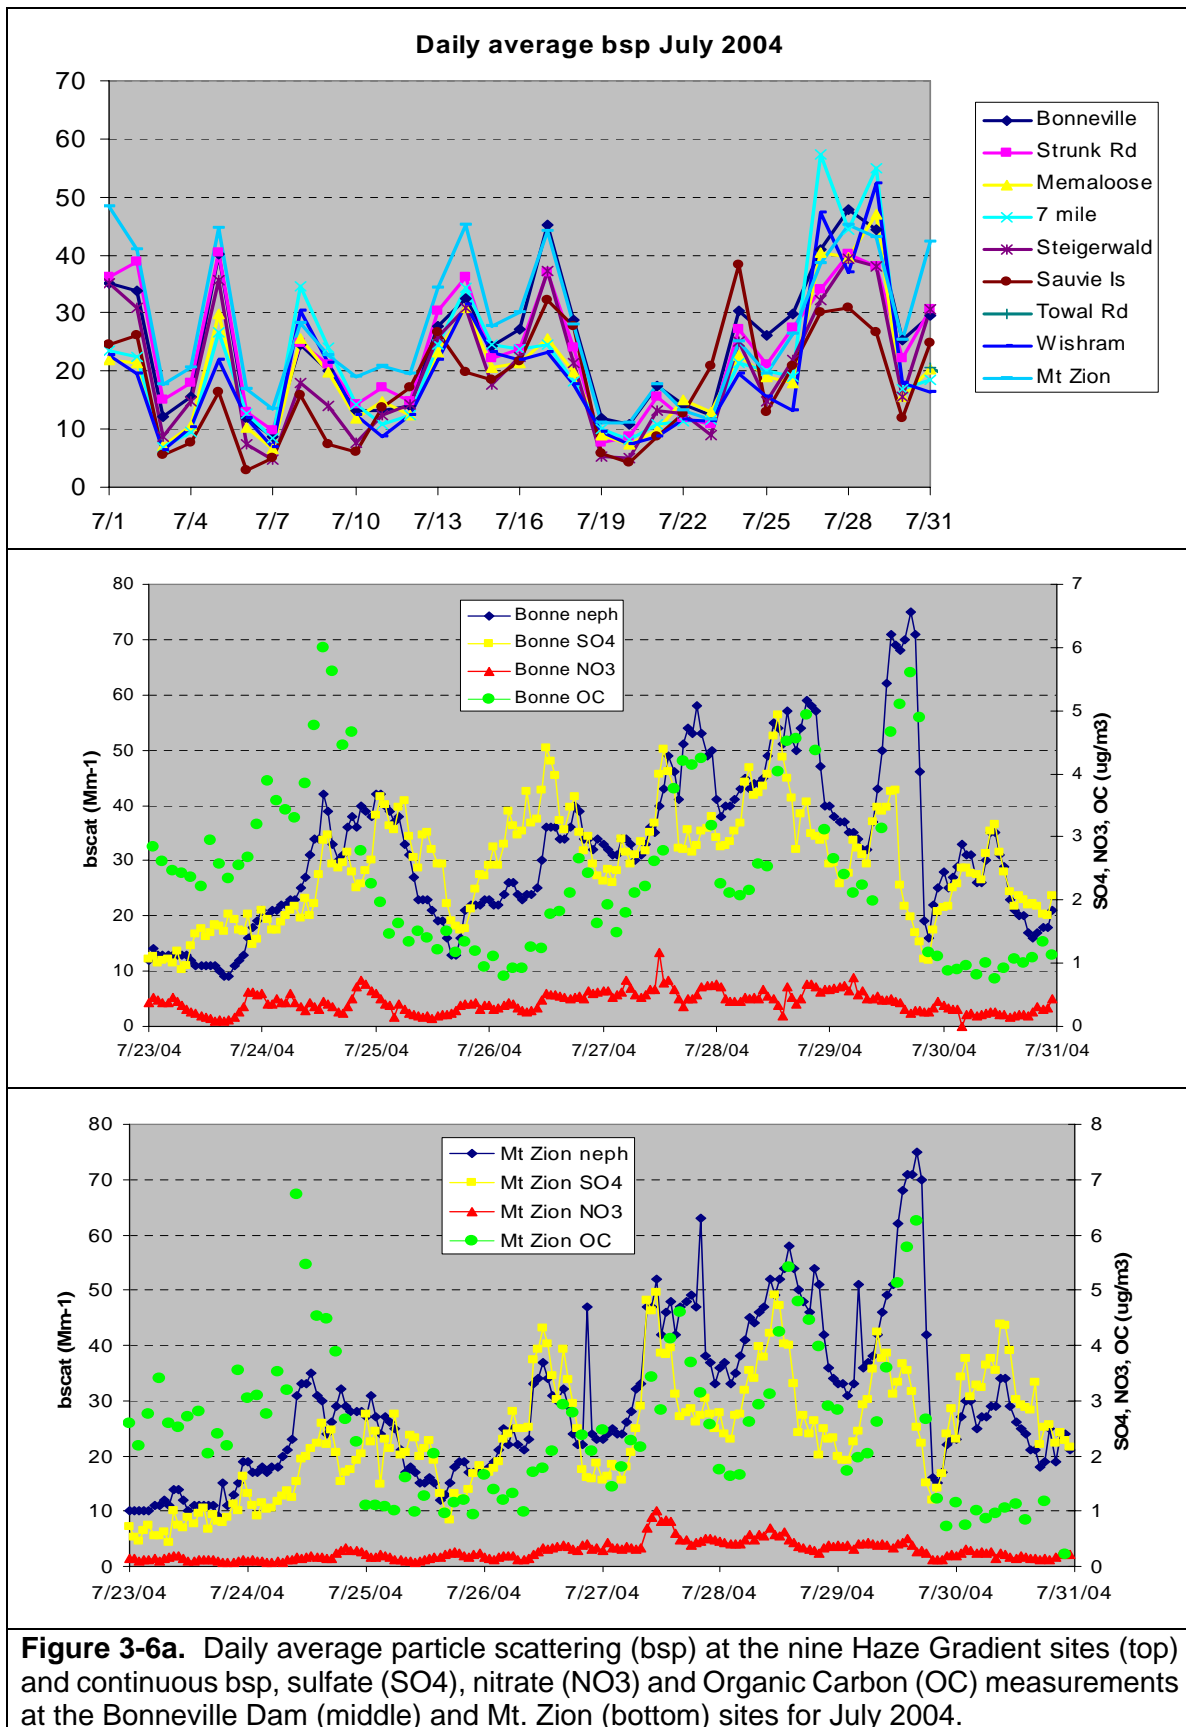 Daily average bsp July 2004
70
60
50
40
30
20
10
0
7/1 7/4 7/7 7/10 7/13 7/16 7/19 7/22 7/25 7/28 7/31
Bonneville
Strunk Rd
Memaloose
7 mile
Steigerwald
Sauvie Is
Towal Rd
Wishram
Mt Zion
80
70
60
50
40
30
20
10
0
bscat (Mm-1)
Bonne neph
Bonne SO4
Bonne NO3
Bonne OC
7
6
5
4
3
2
1
0
SO4, NO3, OC (ug/m3)
7/23/04 7/24/04 7/25/04 7/26/04 7/27/04 7/28/04 7/29/04 7/30/04 7/31/04
80
70
60
50
40
30
20
10
0
bscat (Mm-1)
Mt Zion neph
Mt Zion SO4
Mt Zion NO3
Mt Zion OC
8
7
6
5
4
3
2
1
0
SO4, NO3, OC (ug/m3)
7/23/04 7/24/04 7/25/04 7/26/04 7/27/04 7/28/04 7/29/04 7/30/04 7/31/04
Figure 3-6a. Daily average particle scattering (bsp) at the nine Haze Gradient sites (top)
and continuous bsp, sulfate (SO4), nitrate (NO3) and Organic Carbon (OC) measurements
at the Bonneville Dam (middle) and Mt. Zion (bottom) sites for July 2004.